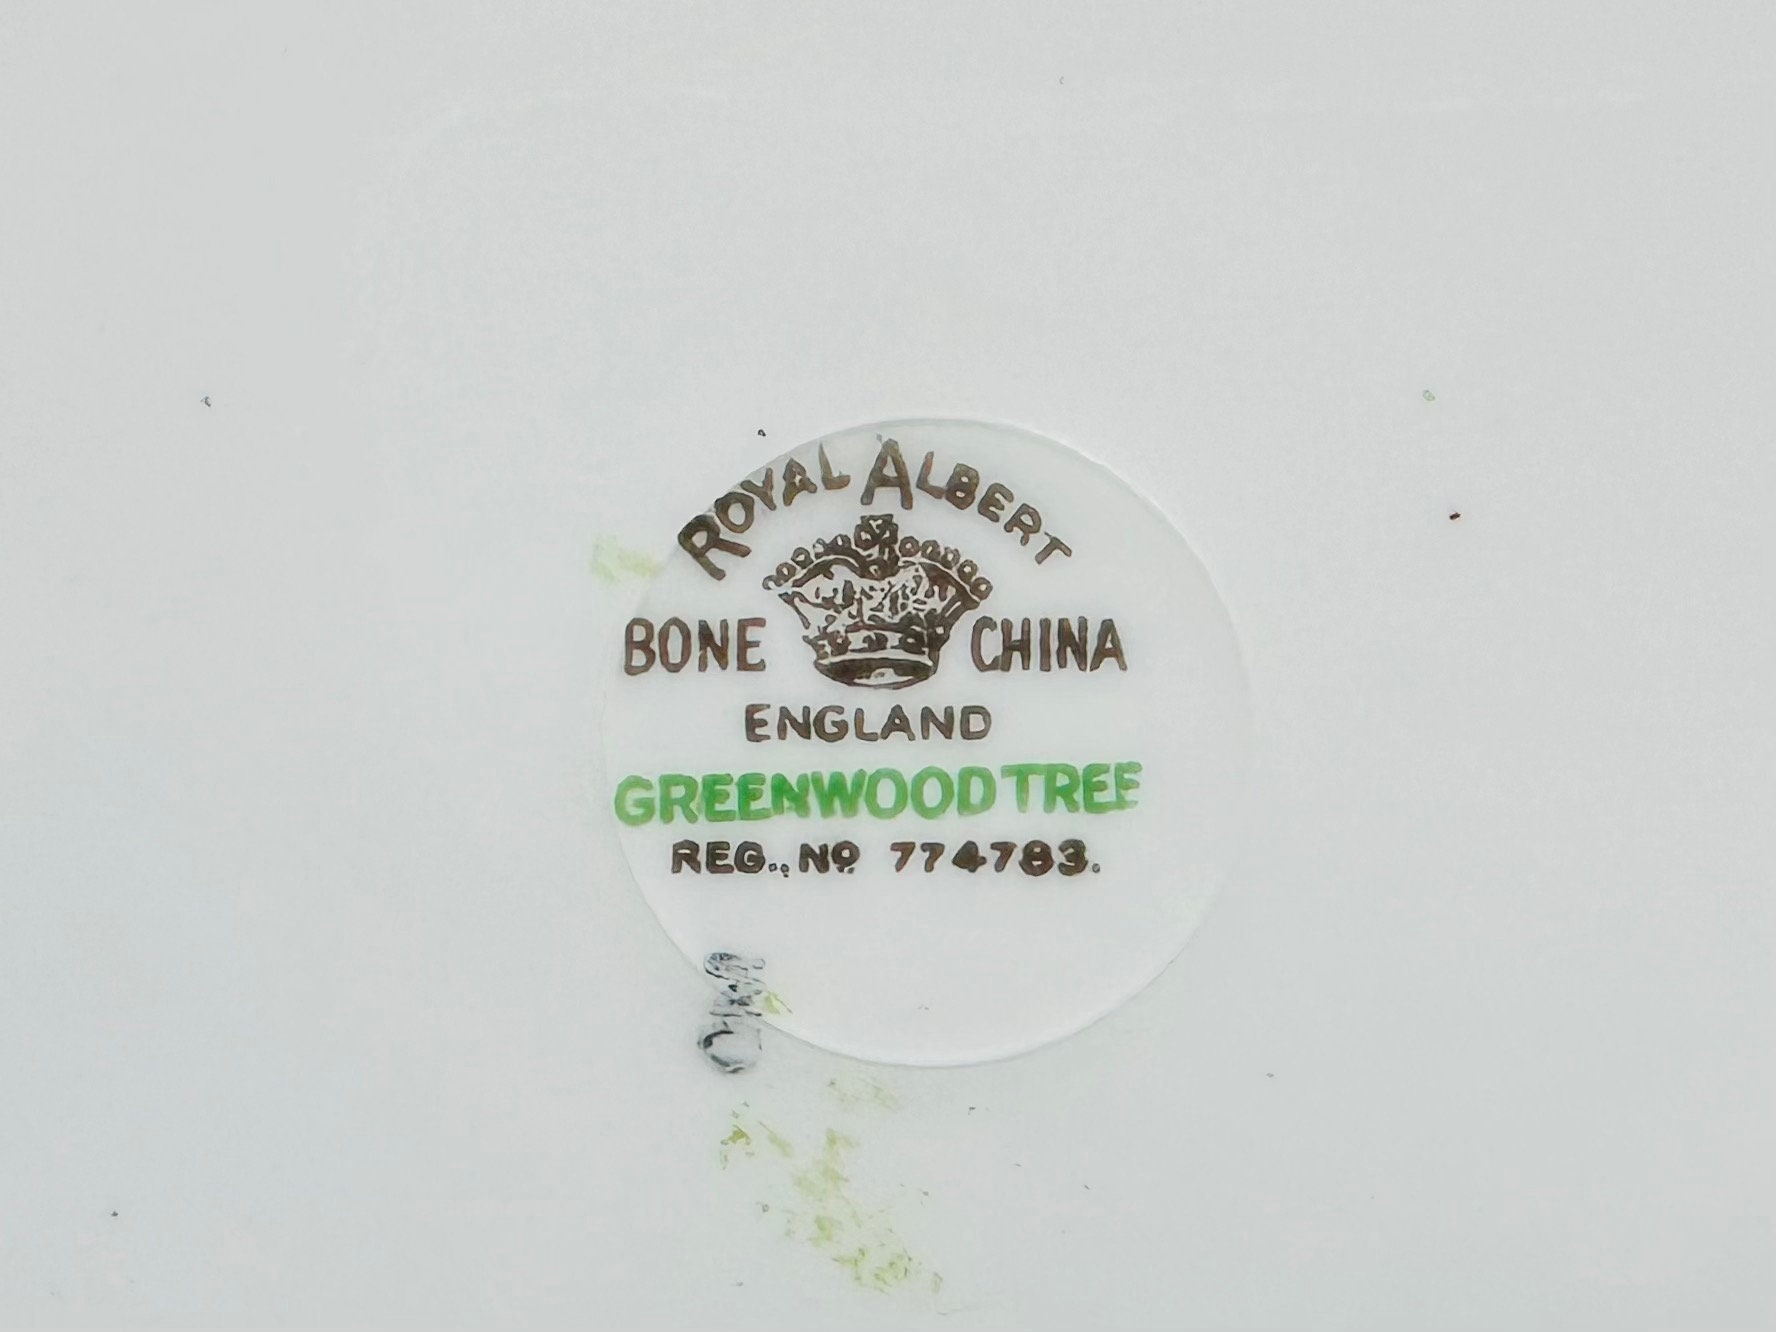 ROYAL ALBERT
BONE CHINA
ENGLAND
GREENWOOD TREE
REG., Nº 774783.